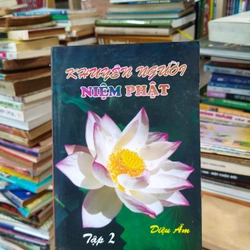 KHUYÊN NGƯỜI
NIỆM PHẬT
Tập 2
Diệu Âm